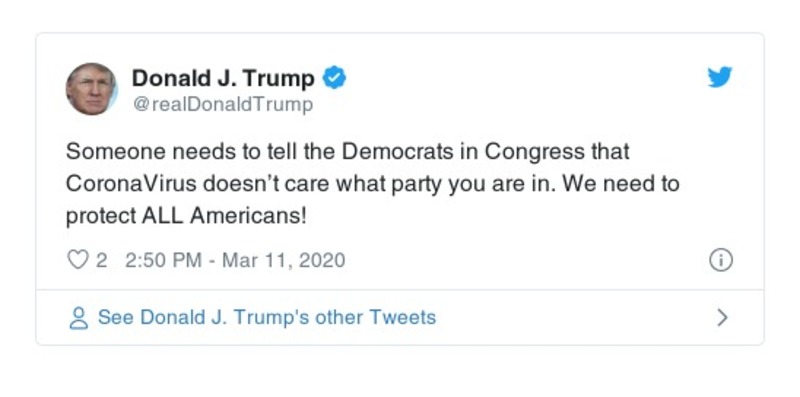 Donald J. Trump
@realDonaldTrump
Someone needs to tell the Democrats in Congress that
CoronaVirus doesn’t care what party you are in. We need to
protect ALL Americans!
2 2:50 PM - Mar 11, 2020
See Donald J. Trump's other Tweets